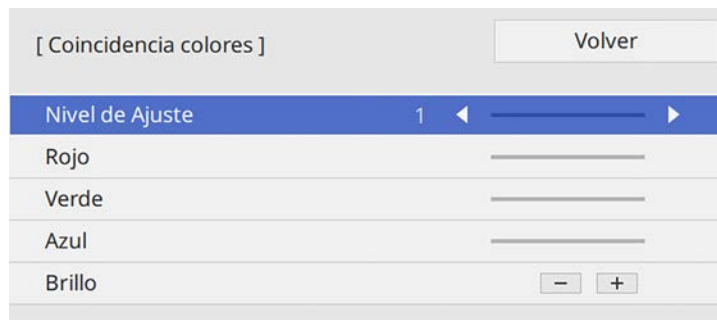 [ Coincidencia colores ] Volver
Nivel de Ajuste 1
Rojo
Verde
Azul
Brillo − +